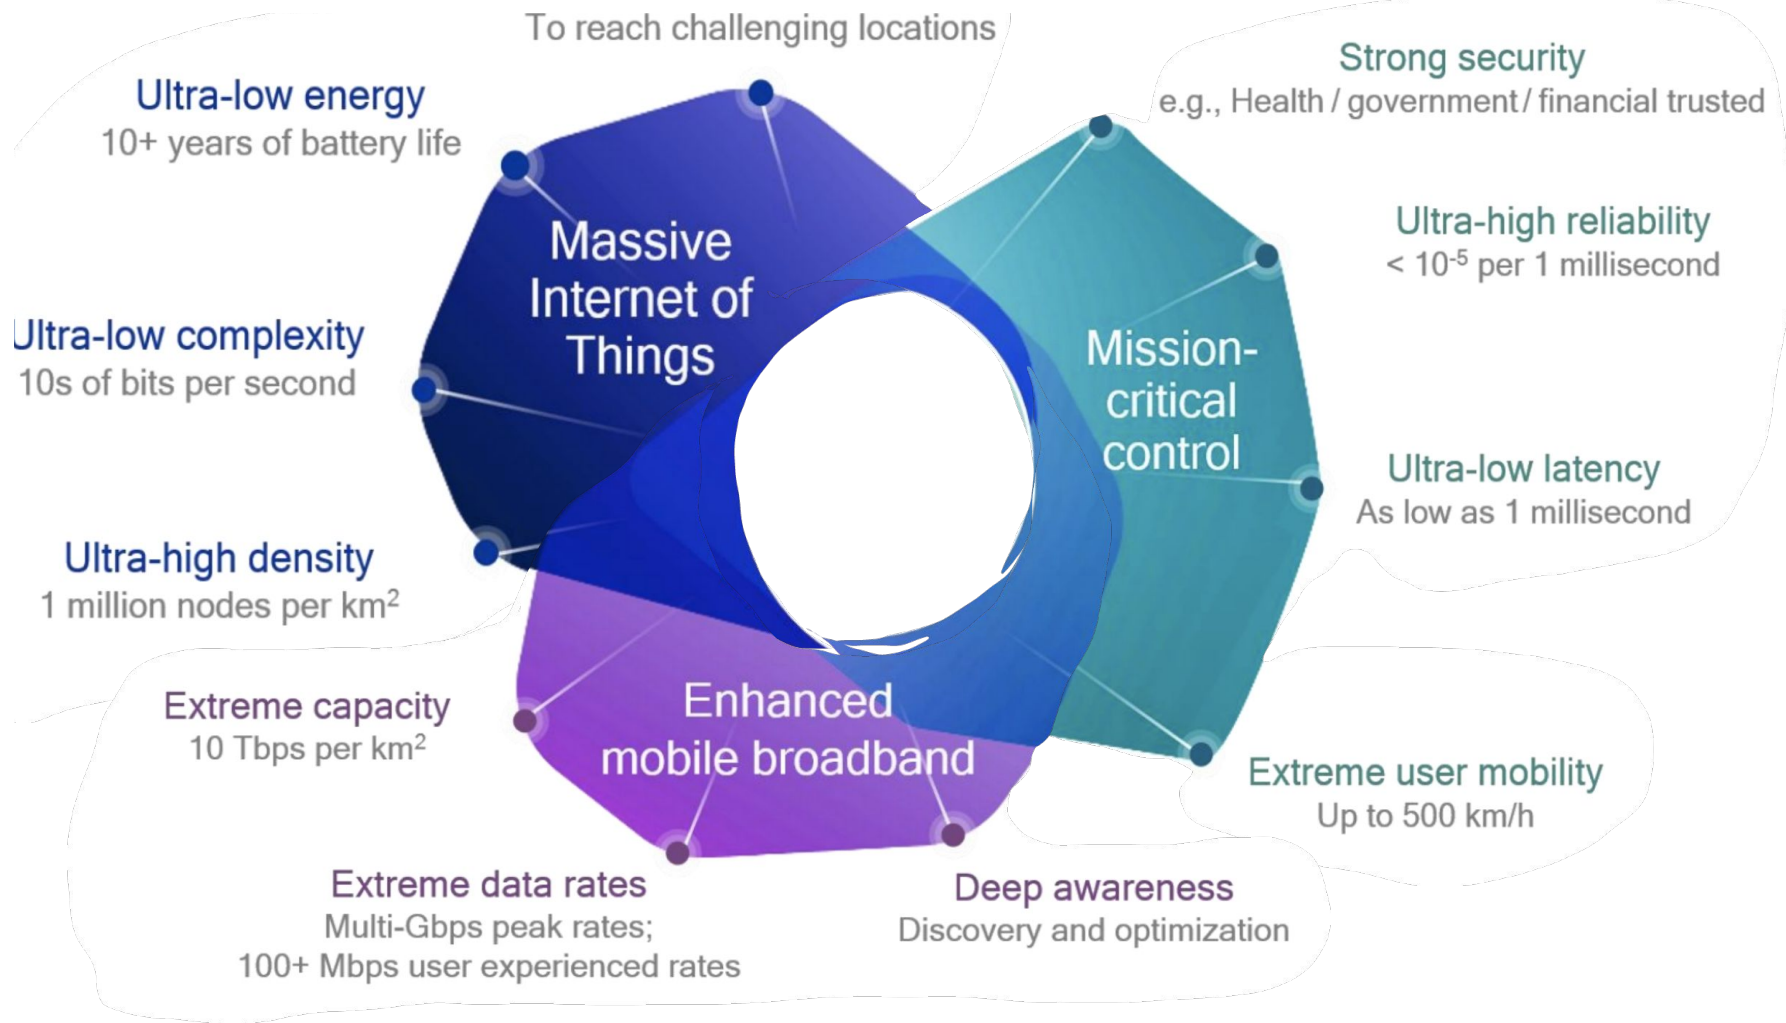 To reach challenging locations
Ultra-low energy
10+ years of battery life
Ultra-low complexity
10s of bits per second
Ultra-high density
1 million nodes per km²
Massive
Internet of
Things
Strong security
e.g., Health / government / financial trusted
Ultra-high reliability
< 10⁻⁵ per 1 millisecond
Mission-
critical
control
Ultra-low latency
As low as 1 millisecond
Extreme user mobility
Up to 500 km/h
Enhanced
mobile broadband
Extreme capacity
10 Tbps per km²
Extreme data rates
Multi-Gbps peak rates;
100+ Mbps user experienced rates
Deep awareness
Discovery and optimization